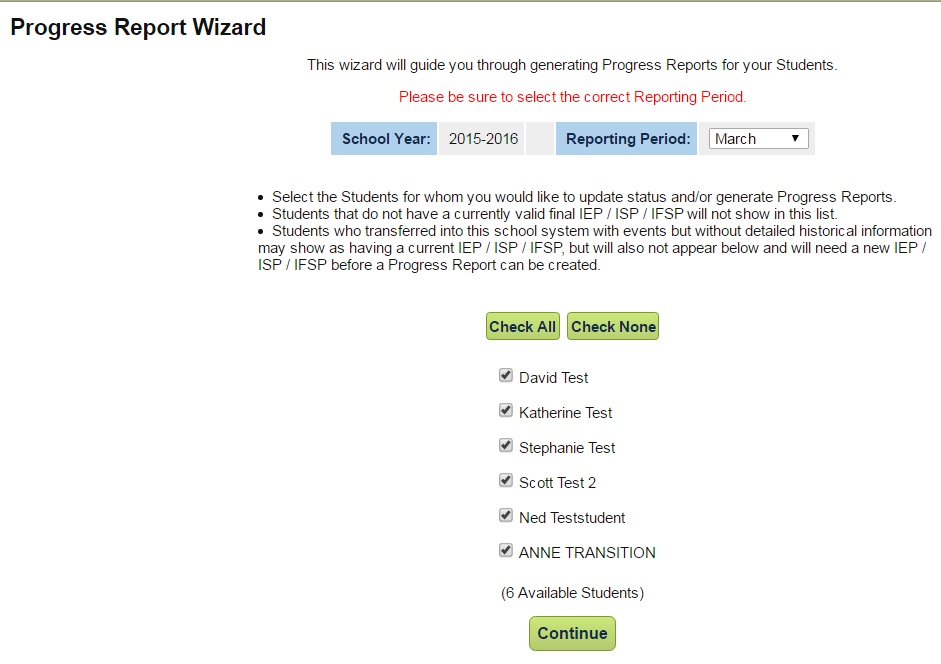 Progress Report Wizard
This wizard will guide you through generating Progress Reports for your Students.
Please be sure to select the correct Reporting Period.
School Year: 2015-2016 Reporting Period: March ▼
• Select the Students for whom you would like to update status and/or generate Progress Reports.
• Students that do not have a currently valid final IEP / ISP / IFSP will not show in this list.
• Students who transferred into this school system with events but without detailed historical information
may show as having a current IEP / ISP / IFSP, but will also not appear below and will need a new IEP /
ISP / IFSP before a Progress Report can be created.
Check All Check None
David Test
Katherine Test
Stephanie Test
Scott Test 2
Ned Teststudent
ANNE TRANSITION
(6 Available Students)
Continue